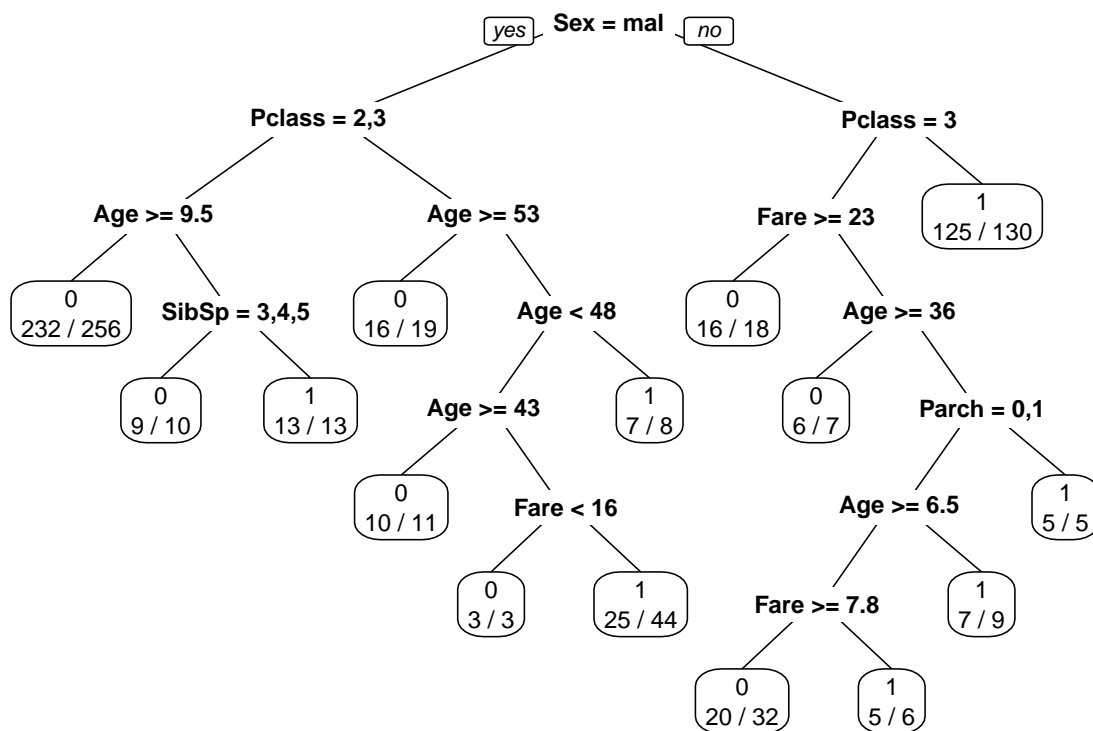 Sex = mal
yes
no
Pclass = 2,3
Pclass = 3
Age >= 9.5
Age >= 53
Fare >= 23
1
125 / 130
0
232 / 256
SibSp = 3,4,5
0
16 / 19
Age < 48
0
16 / 18
Age >= 36
0
9 / 10
1
13 / 13
Age >= 43
1
7 / 8
0
6 / 7
Parch = 0,1
0
10 / 11
Fare < 16
Age >= 6.5
1
5 / 5
0
3 / 3
1
25 / 44
Fare >= 7.8
1
7 / 9
0
20 / 32
1
5 / 6